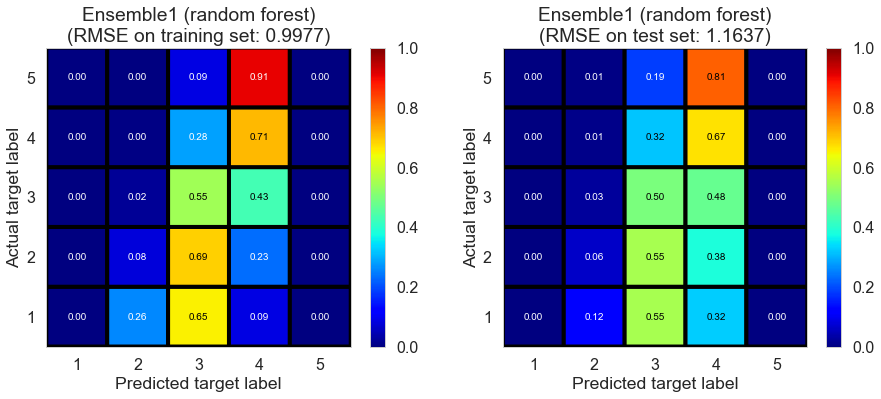 Ensemble1 (random forest)
(RMSE on training set: 0.9977)
Actual target label
5 0.00 0.00 0.09 0.91 0.00
4 0.00 0.00 0.28 0.71 0.00
3 0.00 0.02 0.55 0.43 0.00
2 0.00 0.08 0.69 0.23 0.00
1 0.00 0.26 0.65 0.09 0.00
1 2 3 4 5
Predicted target label
1.0
0.8
0.6
0.4
0.2
0.0
Ensemble1 (random forest)
(RMSE on test set: 1.1637)
Actual target label
5 0.00 0.01 0.19 0.81 0.00
4 0.00 0.01 0.32 0.67 0.00
3 0.00 0.03 0.50 0.48 0.00
2 0.00 0.06 0.55 0.38 0.00
1 0.00 0.12 0.55 0.32 0.00
1 2 3 4 5
Predicted target label
1.0
0.8
0.6
0.4
0.2
0.0